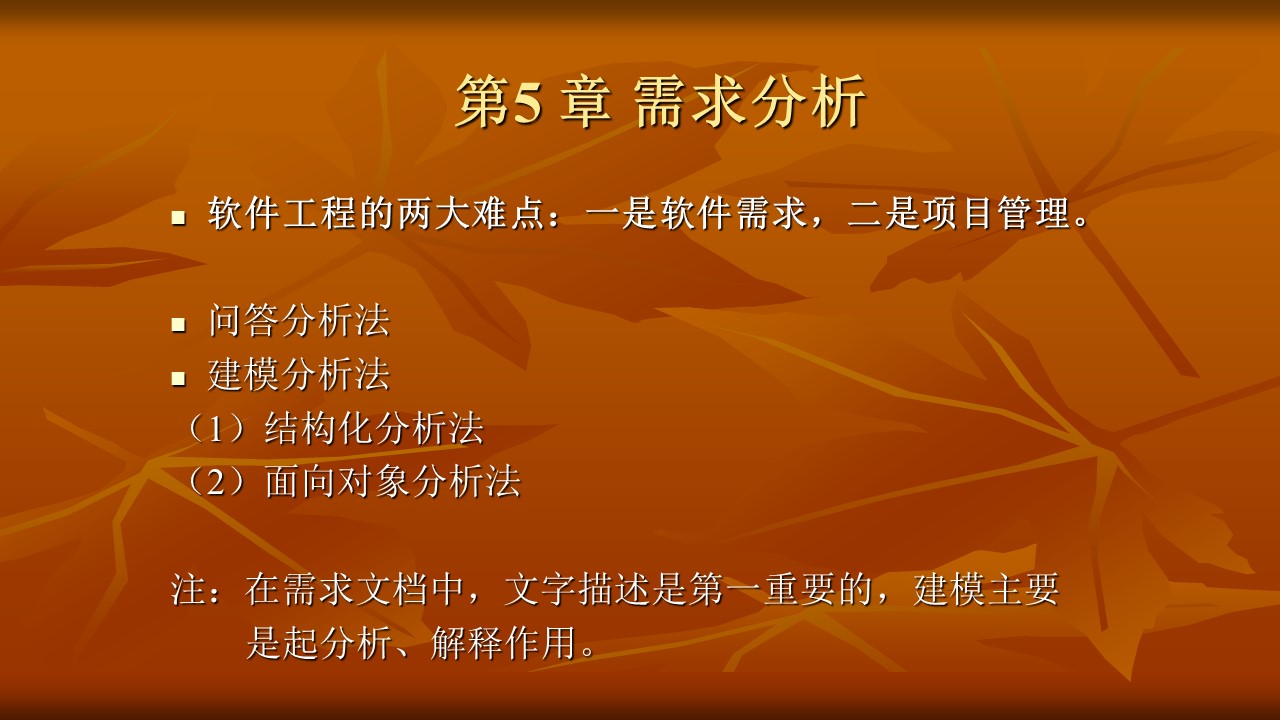 第5 章 需求分析
软件工程的两大难点：一是软件需求，二是项目管理。
问答分析法
建模分析法
（1）结构化分析法
（2）面向对象分析法
注：在需求文档中，文字描述是第一重要的，建模主要
是起分析、解释作用。